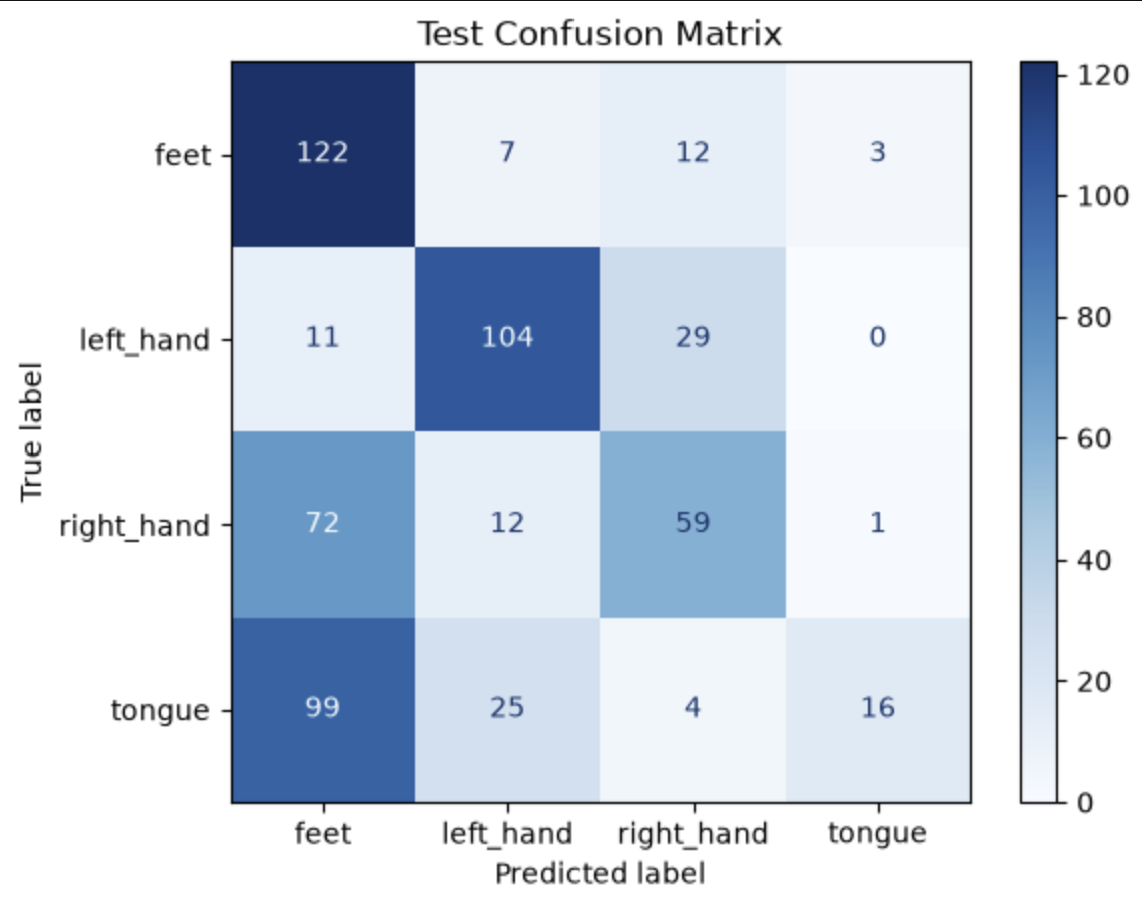 Test Confusion Matrix
feet 122 7 12 3
left_hand 11 104 29 0
right_hand 72 12 59 1
tongue 99 25 4 16
feet left_hand right_hand tongue
Predicted label
True label
120
100
80
60
40
20
0